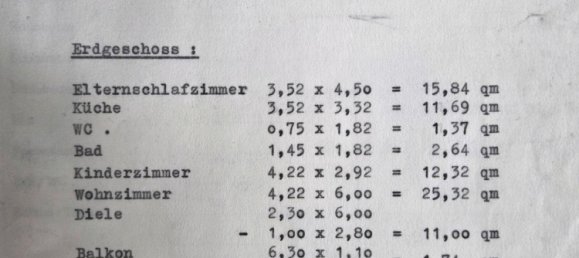 Erdgeschoss :
Elternschlafzimmer 3,52 x 4,50 = 15,84 qm
Küche 3,52 x 3,32 = 11,69 qm
WC . 0,75 x 1,82 = 1,37 qm
Bad 1,45 x 1,82 = 2,64 qm
Kinderzimmer 4,22 x 2,92 = 12,32 qm
Wohnzimmer 4,22 x 6,00 = 25,32 qm
Diele 2,30 x 6,00
- 1,00 x 2,80 = 11,00 qm
Balkon 6,30 x 1,10